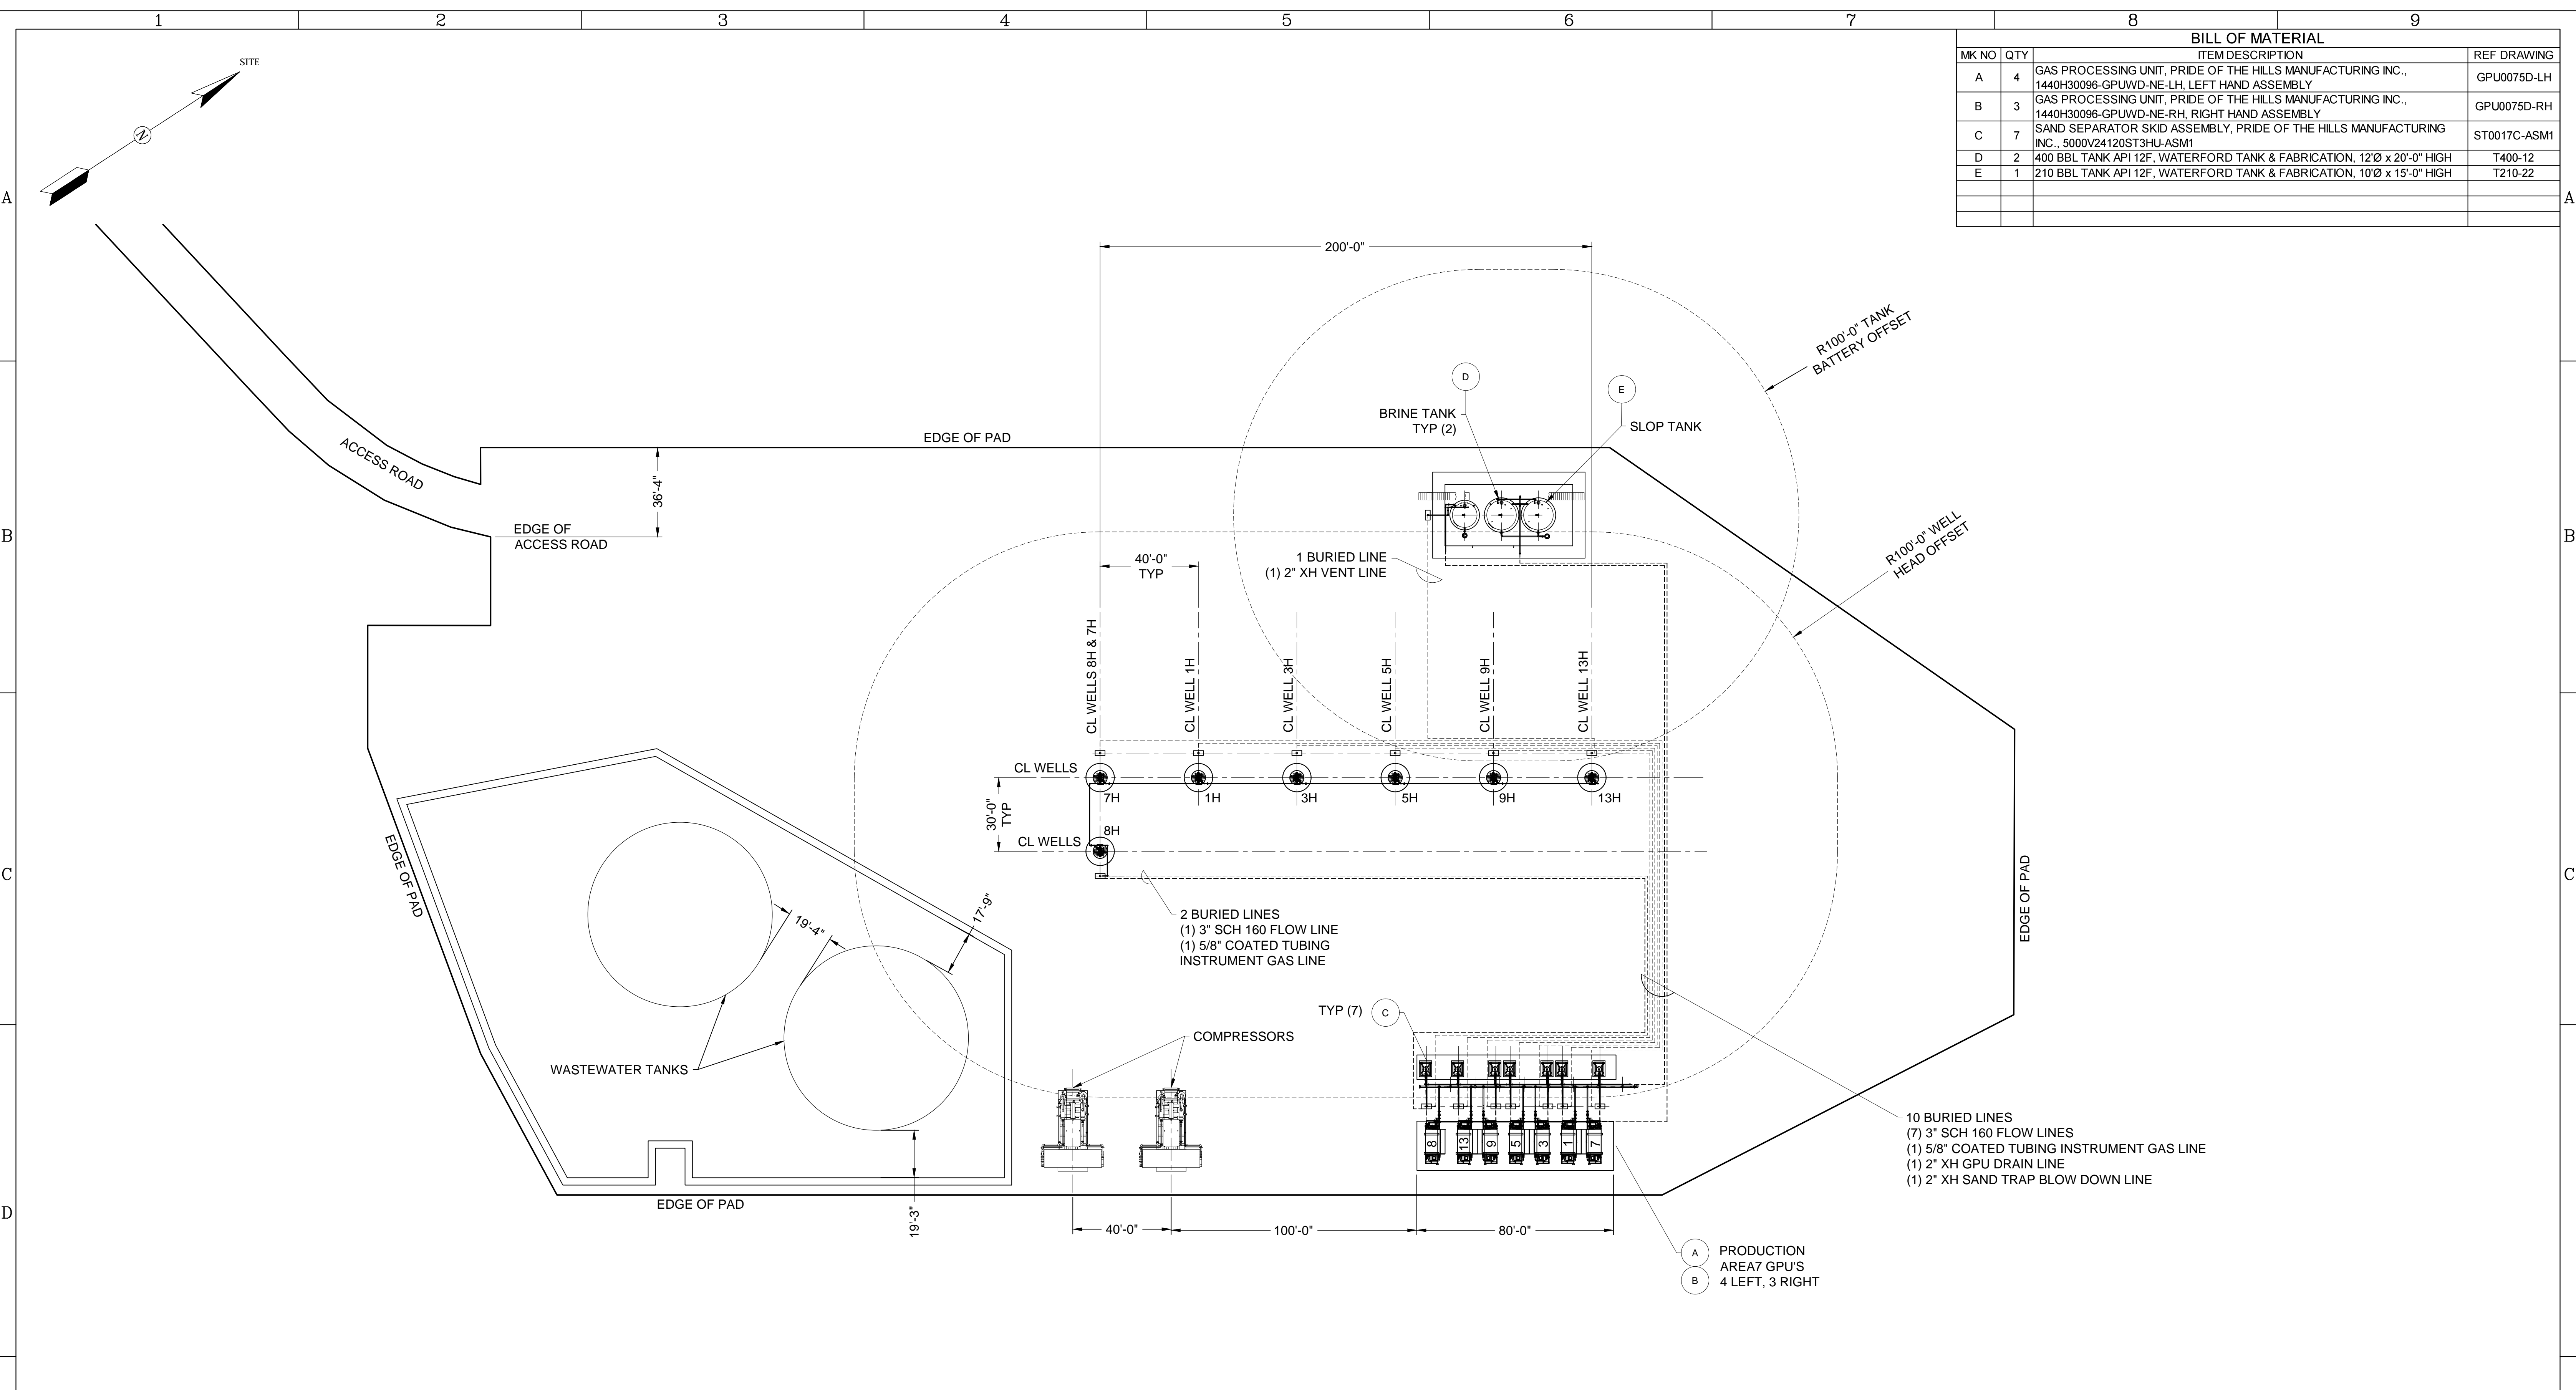 1 2 3 4 5 6 7 8 9
BILL OF MATERIAL
MK NO QTY ITEM DESCRIPTION REF DRAWING
A 4 GAS PROCESSING UNIT, PRIDE OF THE HILLS MANUFACTURING INC., GPU0075D-LH
1440H30096-GPUWD-NE-LH, LEFT HAND ASSEMBLY
B 3 GAS PROCESSING UNIT, PRIDE OF THE HILLS MANUFACTURING INC., GPU0075D-RH
1440H30096-GPUWD-NE-RH, RIGHT HAND ASSEMBLY
C 7 SAND SEPARATOR SKID ASSEMBLY, PRIDE OF THE HILLS MANUFACTURING ST0017C-ASM1
INC., 5000V24120ST3HU-ASM1
D 2 400 BBL TANK API 12F, WATERFORD TANK & FABRICATION, 12'Ø x 20'-0" HIGH T400-12
E 1 210 BBL TANK API 12F, WATERFORD TANK & FABRICATION, 10'Ø x 15'-0" HIGH T210-22
SITE
N
A A
200'-0"
R100'-0" TANK
BATTERY OFFSET
D
E
BRINE TANK
TYP (2)
SLOP TANK
EDGE OF PAD
ACCESS ROAD
36'-4"
EDGE OF
ACCESS ROAD
B B
R100'-0" WELL
HEAD OFFSET
1 BURIED LINE
(1) 2" XH VENT LINE
40'-0"
TYP
CL WELLS 8H & 7H
CL WELL 1H
CL WELL 3H
CL WELL 5H
CL WELL 9H
CL WELL 13H
CL WELLS
7H 1H 3H 5H 9H 13H
30'-0"
TYP
8H
CL WELLS
EDGE OF PAD
C C
EDGE OF PAD
17'-9"
19'-4"
2 BURIED LINES
(1) 3" SCH 160 FLOW LINE
(1) 5/8" COATED TUBING
INSTRUMENT GAS LINE
TYP (7) C
COMPRESSORS
WASTEWATER TANKS
8 13 9 5 3 1 7
10 BURIED LINES
(7) 3" SCH 160 FLOW LINES
(1) 5/8" COATED TUBING INSTRUMENT GAS LINE
(1) 2" XH GPU DRAIN LINE
(1) 2" XH SAND TRAP BLOW DOWN LINE
EDGE OF PAD
D
19'-3"
40'-0" 100'-0" 80'-0"
A PRODUCTION
AREA7 GPU'S
B 4 LEFT, 3 RIGHT